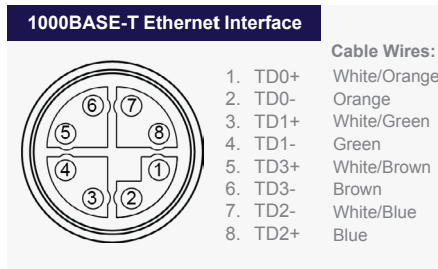 1000BASE-T Ethernet Interface
Cable Wires:
1. TD0+ White/Orange
2. TD0- Orange
3. TD1+ White/Green
4. TD1- Green
5. TD3+ White/Brown
6. TD3- Brown
7. TD2- White/Blue
8. TD2+ Blue
6 7
5 8
4 1
3 2